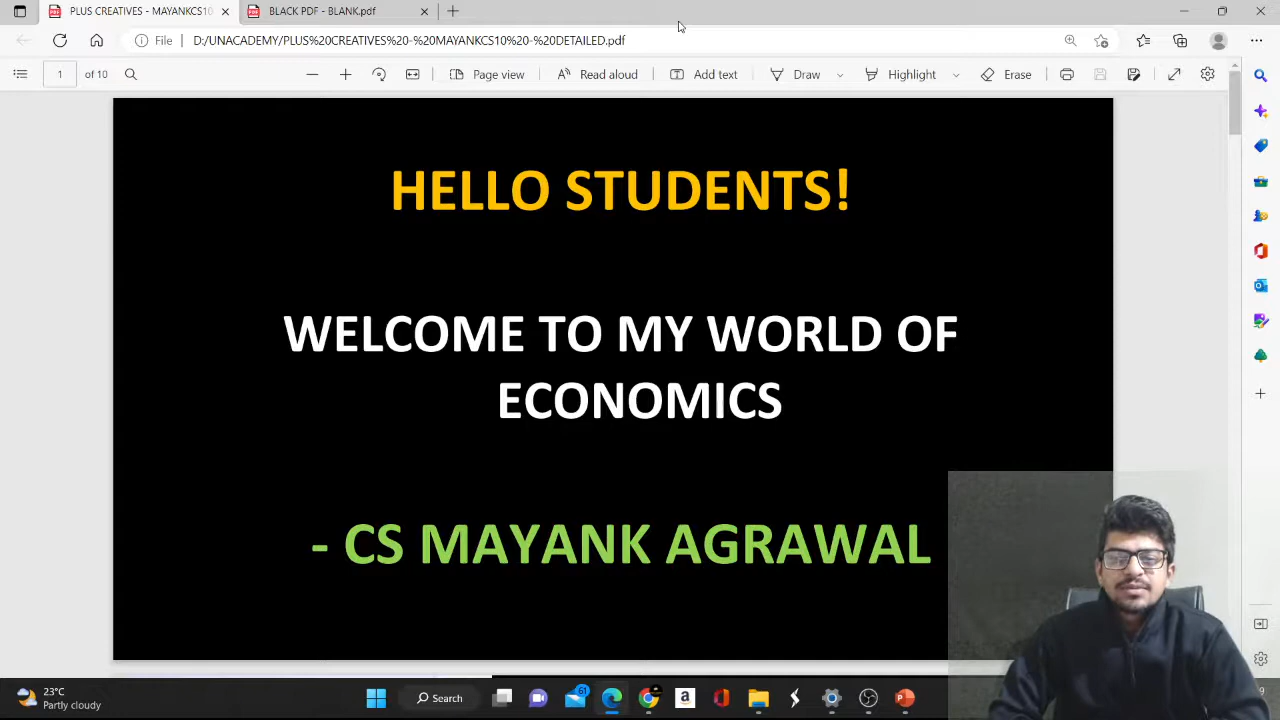 PLUS CREATIVES - MAYANKCS10
BLACK PDF - BLANK.pdf
File
D:/UNACADEMY/PLUS%20CREATIVES%20-%20MAYANKCS10%20-%20DETAILED.pdf
1
of 10
Page view
Read aloud
Add text
Draw
Highlight
Erase
HELLO STUDENTS!
WELCOME TO MY WORLD OF
ECONOMICS
- CS MAYANK AGRAWAL
23°C
Partly cloudy
Search
61